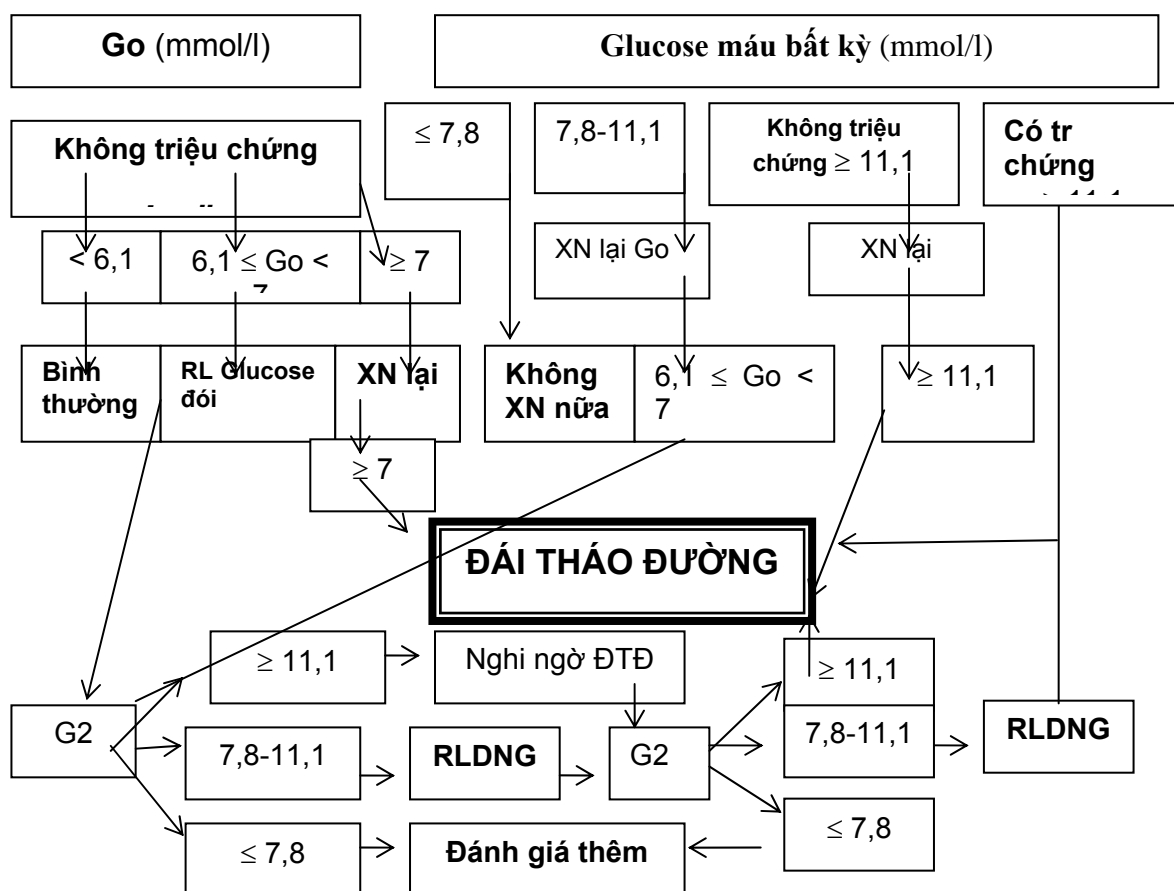 Go (mmol/l)
Glucose máu bất kỳ (mmol/l)
Không triệu chứng
≤ 7,8
7,8-11,1
Không triệu
chứng ≥ 11,1
Có tr
chứng
< 6,1
6,1 ≤ Go <
≥ 7
XN lại Go
XN lại
Bình
thường
RL Glucose
đói
XN lại
Không
XN nữa
6,1 ≤ Go <
7
≥ 11,1
≥ 7
ĐÁI THÁO ĐƯỜNG
≥ 11,1
Nghi ngờ ĐTĐ
≥ 11,1
G2
7,8-11,1
RLDNG
G2
7,8-11,1
RLDNG
≤ 7,8
Đánh giá thêm
≤ 7,8